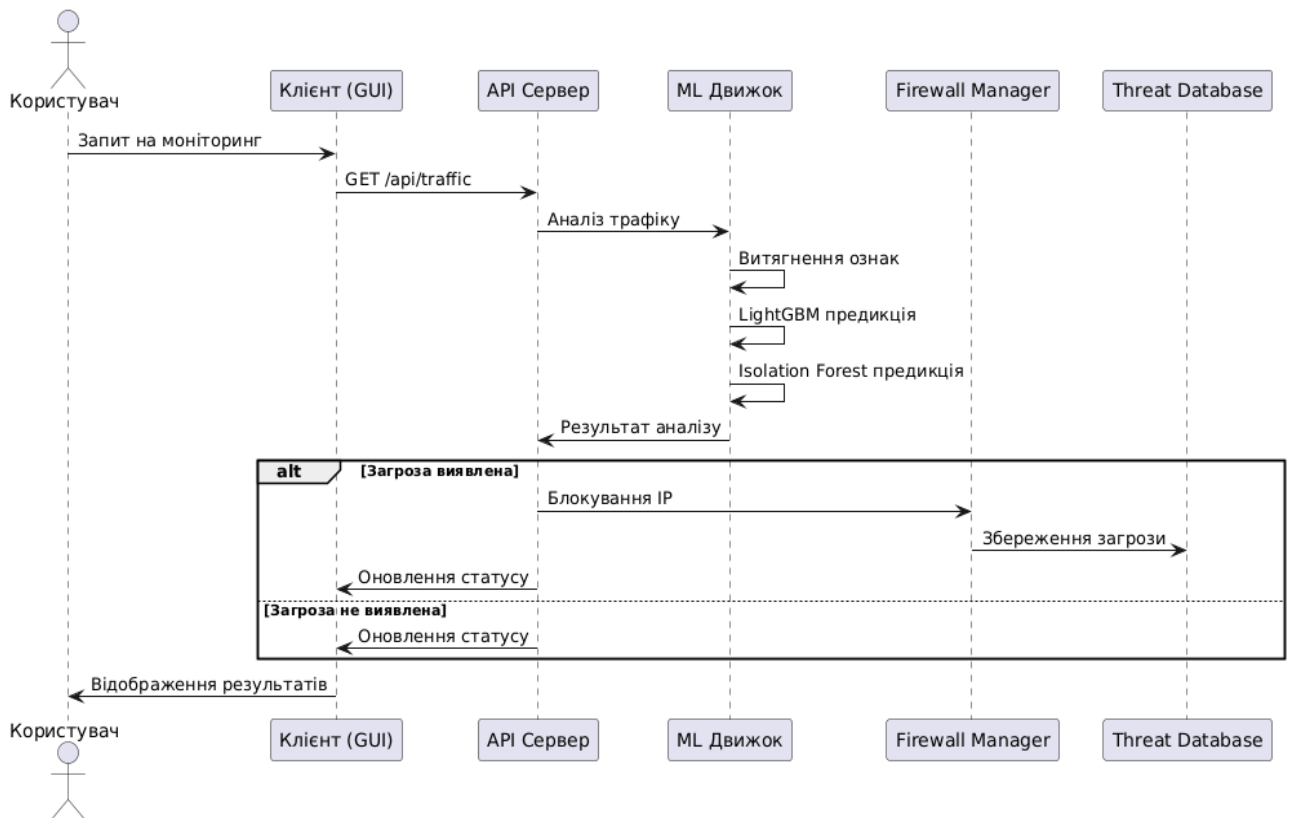 Користувач
Клієнт (GUI)
API Сервер
ML Движок
Firewall Manager
Threat Database
Запит на моніторинг
GET /api/traffic
Аналіз трафіку
Витягнення ознак
LightGBM предикція
Isolation Forest предикція
Результат аналізу
alt
[Загроза виявлена]
Блокування IP
Збереження загрози
Оновлення статусу
[Загроза не виявлена]
Оновлення статусу
Відображення результатів
Користувач
Клієнт (GUI)
API Сервер
ML Движок
Firewall Manager
Threat Database